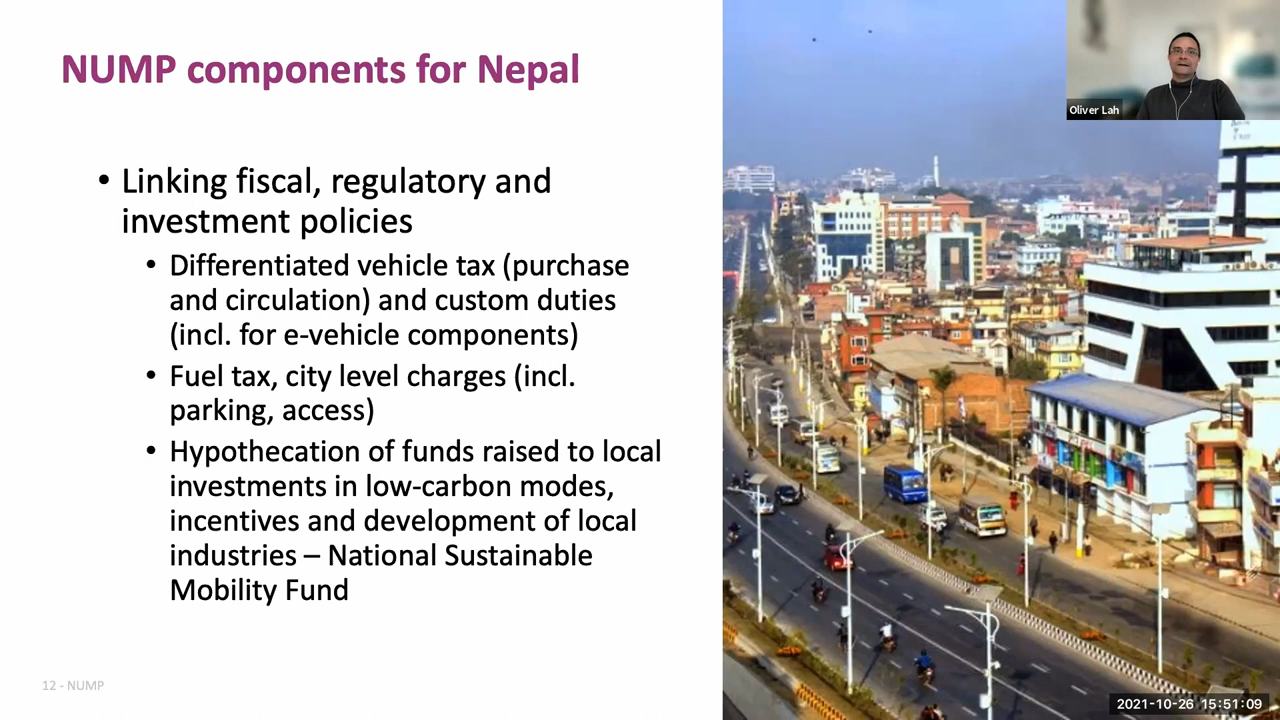 NUMP components for Nepal
Oliver Lah
• Linking fiscal, regulatory and
investment policies
• Differentiated vehicle tax (purchase
and circulation) and custom duties
(incl. for e-vehicle components)
• Fuel tax, city level charges (incl.
parking, access)
• Hypothecation of funds raised to local
investments in low-carbon modes,
incentives and development of local
industries – National Sustainable
Mobility Fund
12 - NUMP
2021-10-26 15:51:09